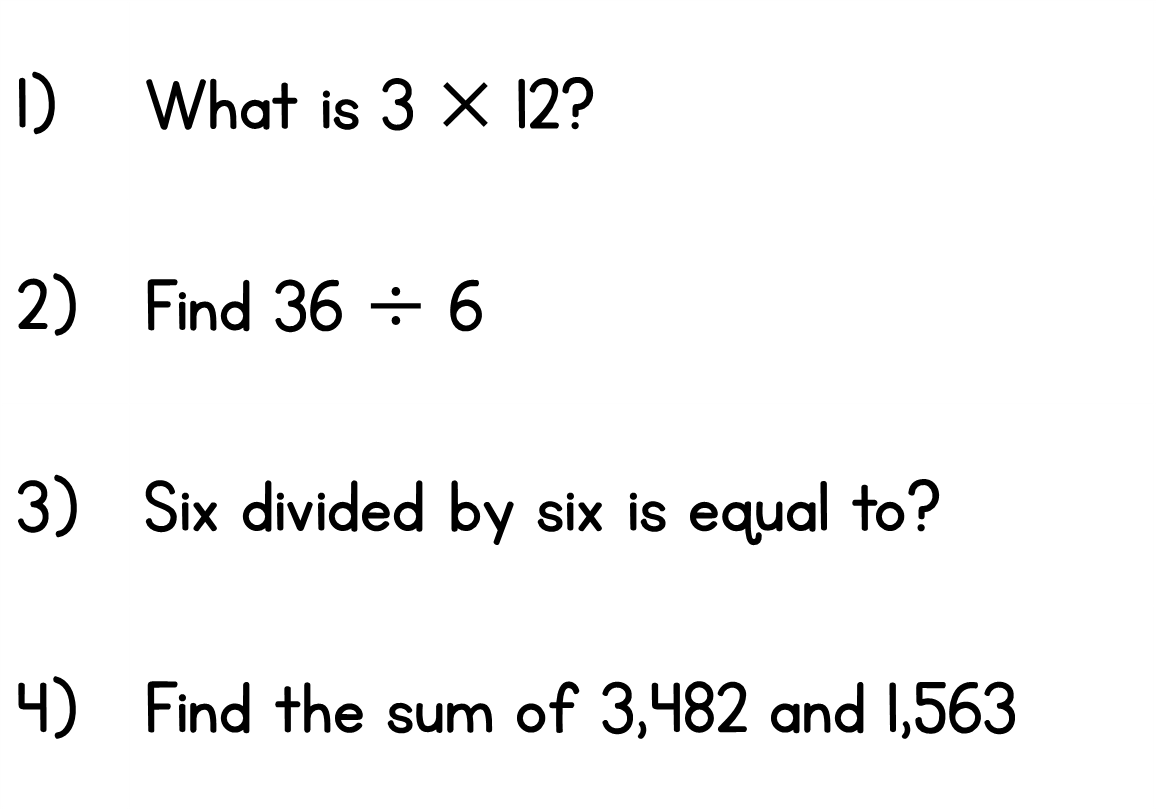 1) What is 3 × 12?
2) Find 36 ÷ 6
3) Six divided by six is equal to?
4) Find the sum of 3,482 and 1,563